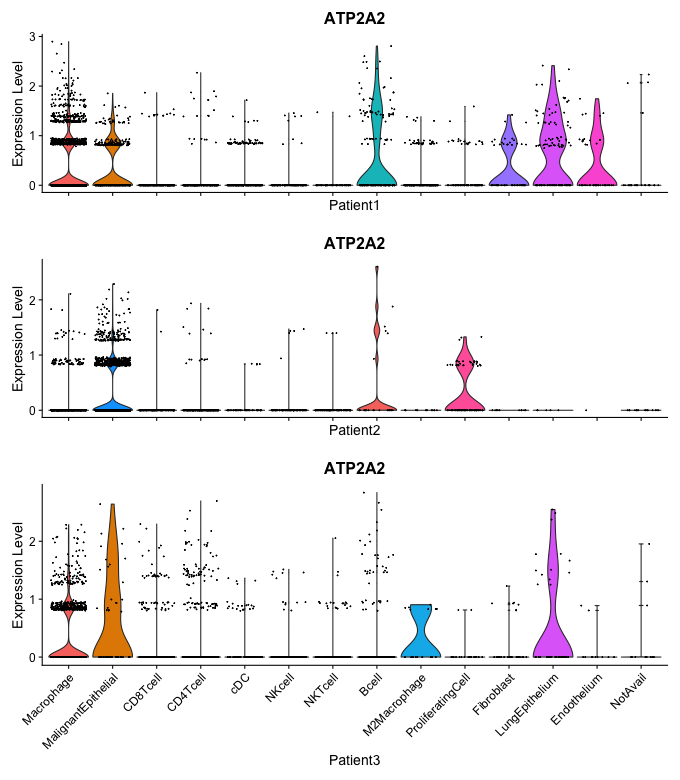 ATP2A2
Expression Level
3
2
1
0
Patient1
ATP2A2
Expression Level
2
1
0
Patient2
ATP2A2
Expression Level
2
1
0
Macrophage
MalignantEpithelial
CD8Tcell
CD4Tcell
cDC
NKcell
NKTcell
Bcell
M2Macrophage
ProliferatingCell
Fibroblast
LungEpithelium
Endothelium
NotAvail
Patient3